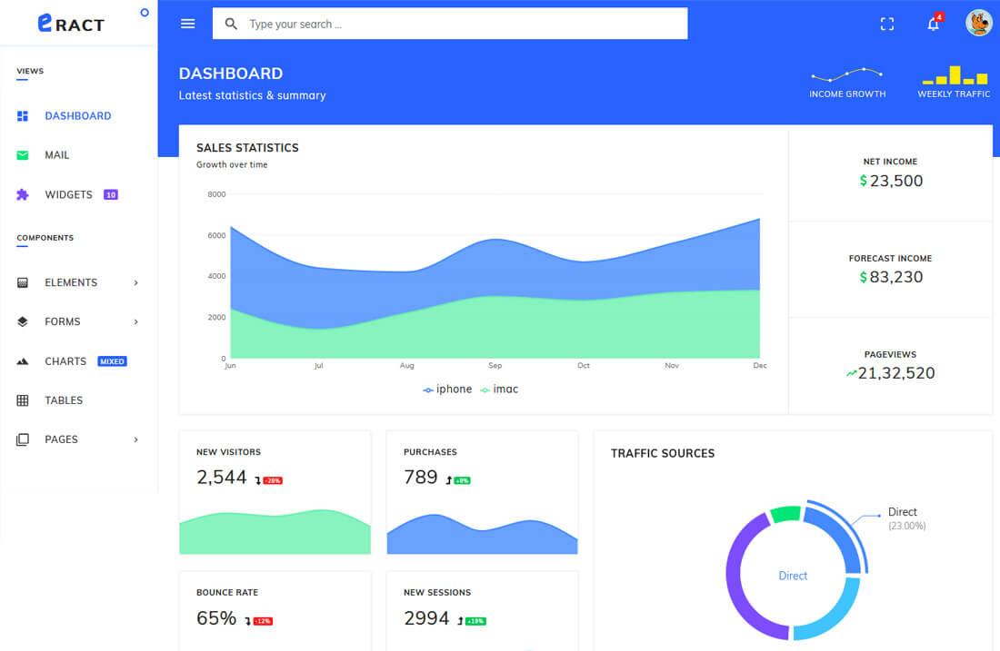 eRACT
Type your search ...
4
VIEWS
DASHBOARD
MAIL
WIDGETS 10
COMPONENTS
ELEMENTS
FORMS
CHARTS MIXED
TABLES
PAGES
DASHBOARD
Latest statistics & summary
INCOME GROWTH
WEEKLY TRAFFIC
SALES STATISTICS
Growth over time
8000
6000
4000
2000
0
Jun Jul Aug Sep Oct Nov Dec
iphone imac
NET INCOME
$23,500
FORECAST INCOME
$83,230
PAGEVIEWS
21,32,520
NEW VISITORS
2,544 -28%
PURCHASES
789 +9%
BOUNCE RATE
65% -12%
NEW SESSIONS
2994 +19%
TRAFFIC SOURCES
Direct
(23.00%)
Direct